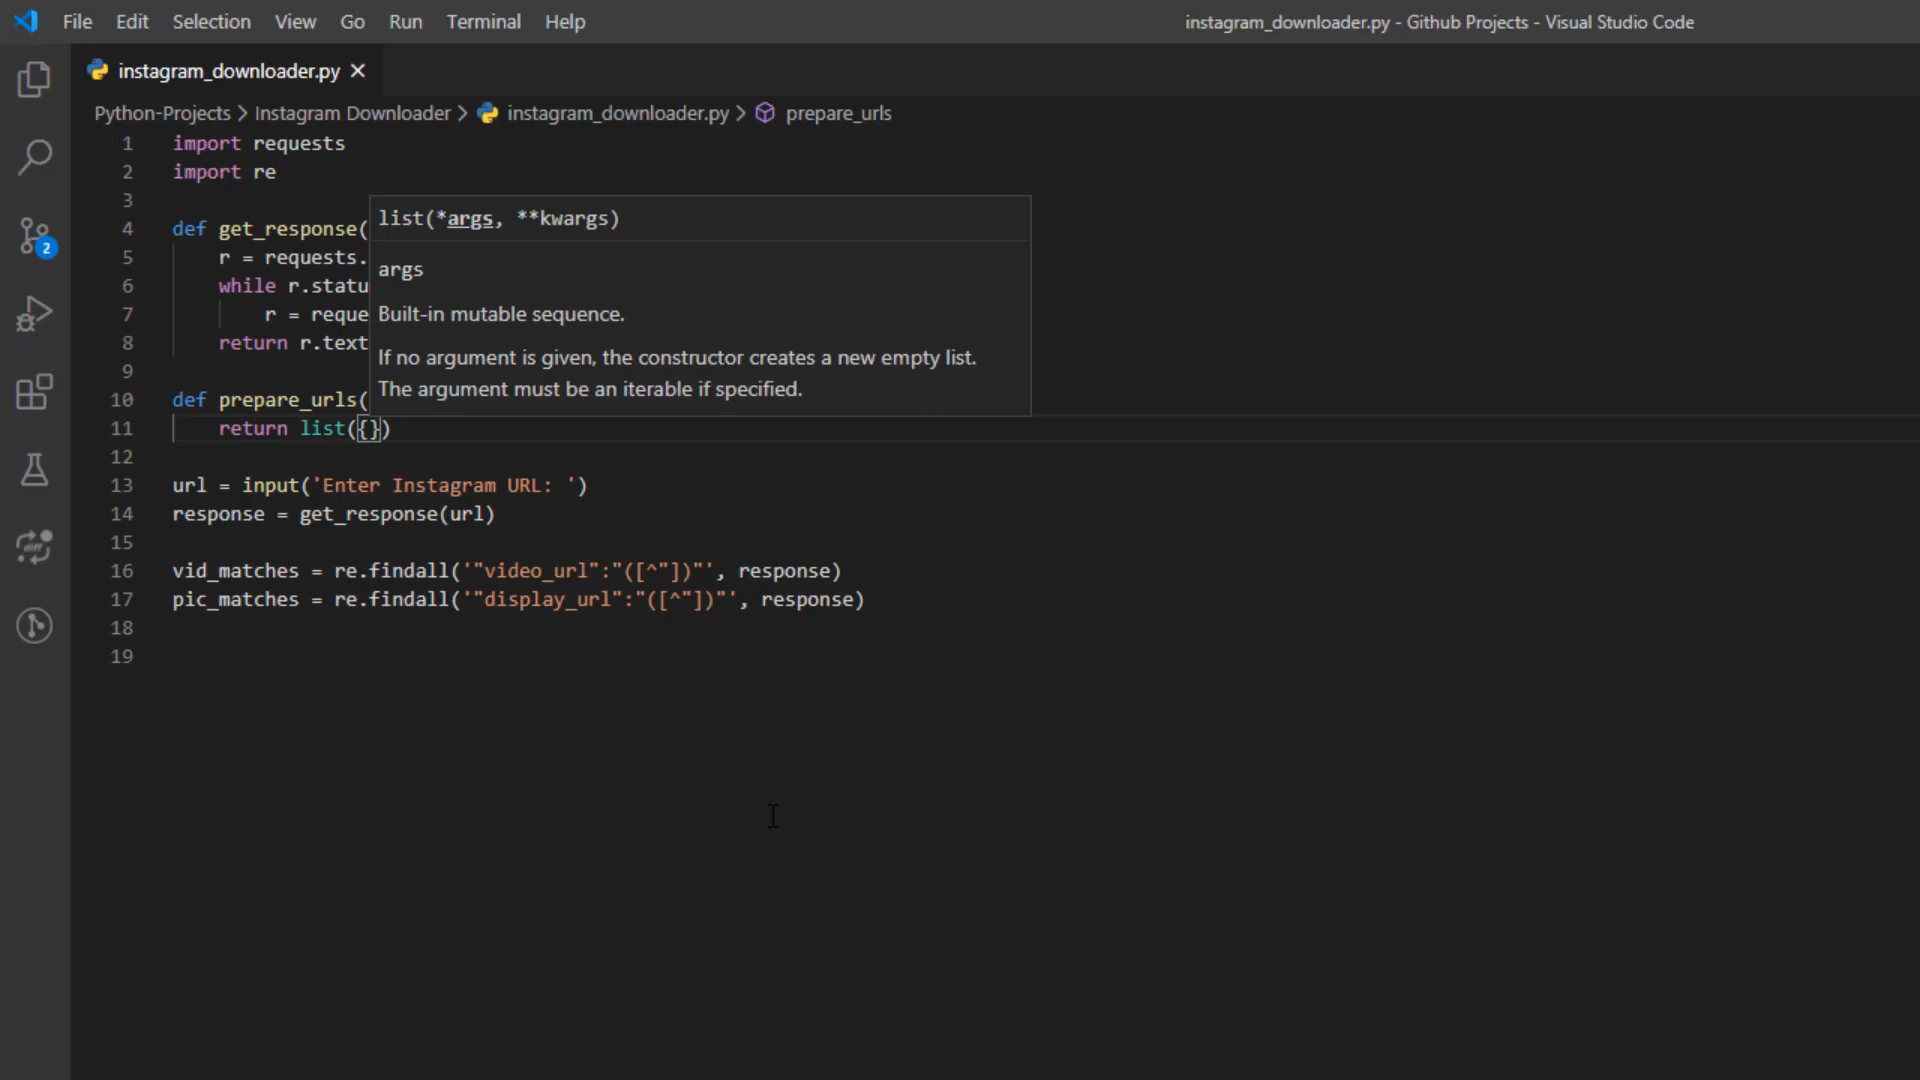 File Edit Selection View Go Run Terminal Help
instagram_downloader.py - Github Projects - Visual Studio Code
instagram_downloader.py
Python-Projects > Instagram Downloader > instagram_downloader.py > prepare_urls
2
1 import requests
2 import re
3
4 def get_response(
5 r = requests.
6 while r.statu
7 r = reque
8 return r.text
9
list(*args, **kwargs)
args
Built-in mutable sequence.
If no argument is given, the constructor creates a new empty list.
The argument must be an iterable if specified.
10 def prepare_urls(
11 return list({})
12
13 url = input('Enter Instagram URL: ')
14 response = get_response(url)
15
16 vid_matches = re.findall('"video_url":"([^"])"', response)
17 pic_matches = re.findall('"display_url":"([^"])"', response)
18
19